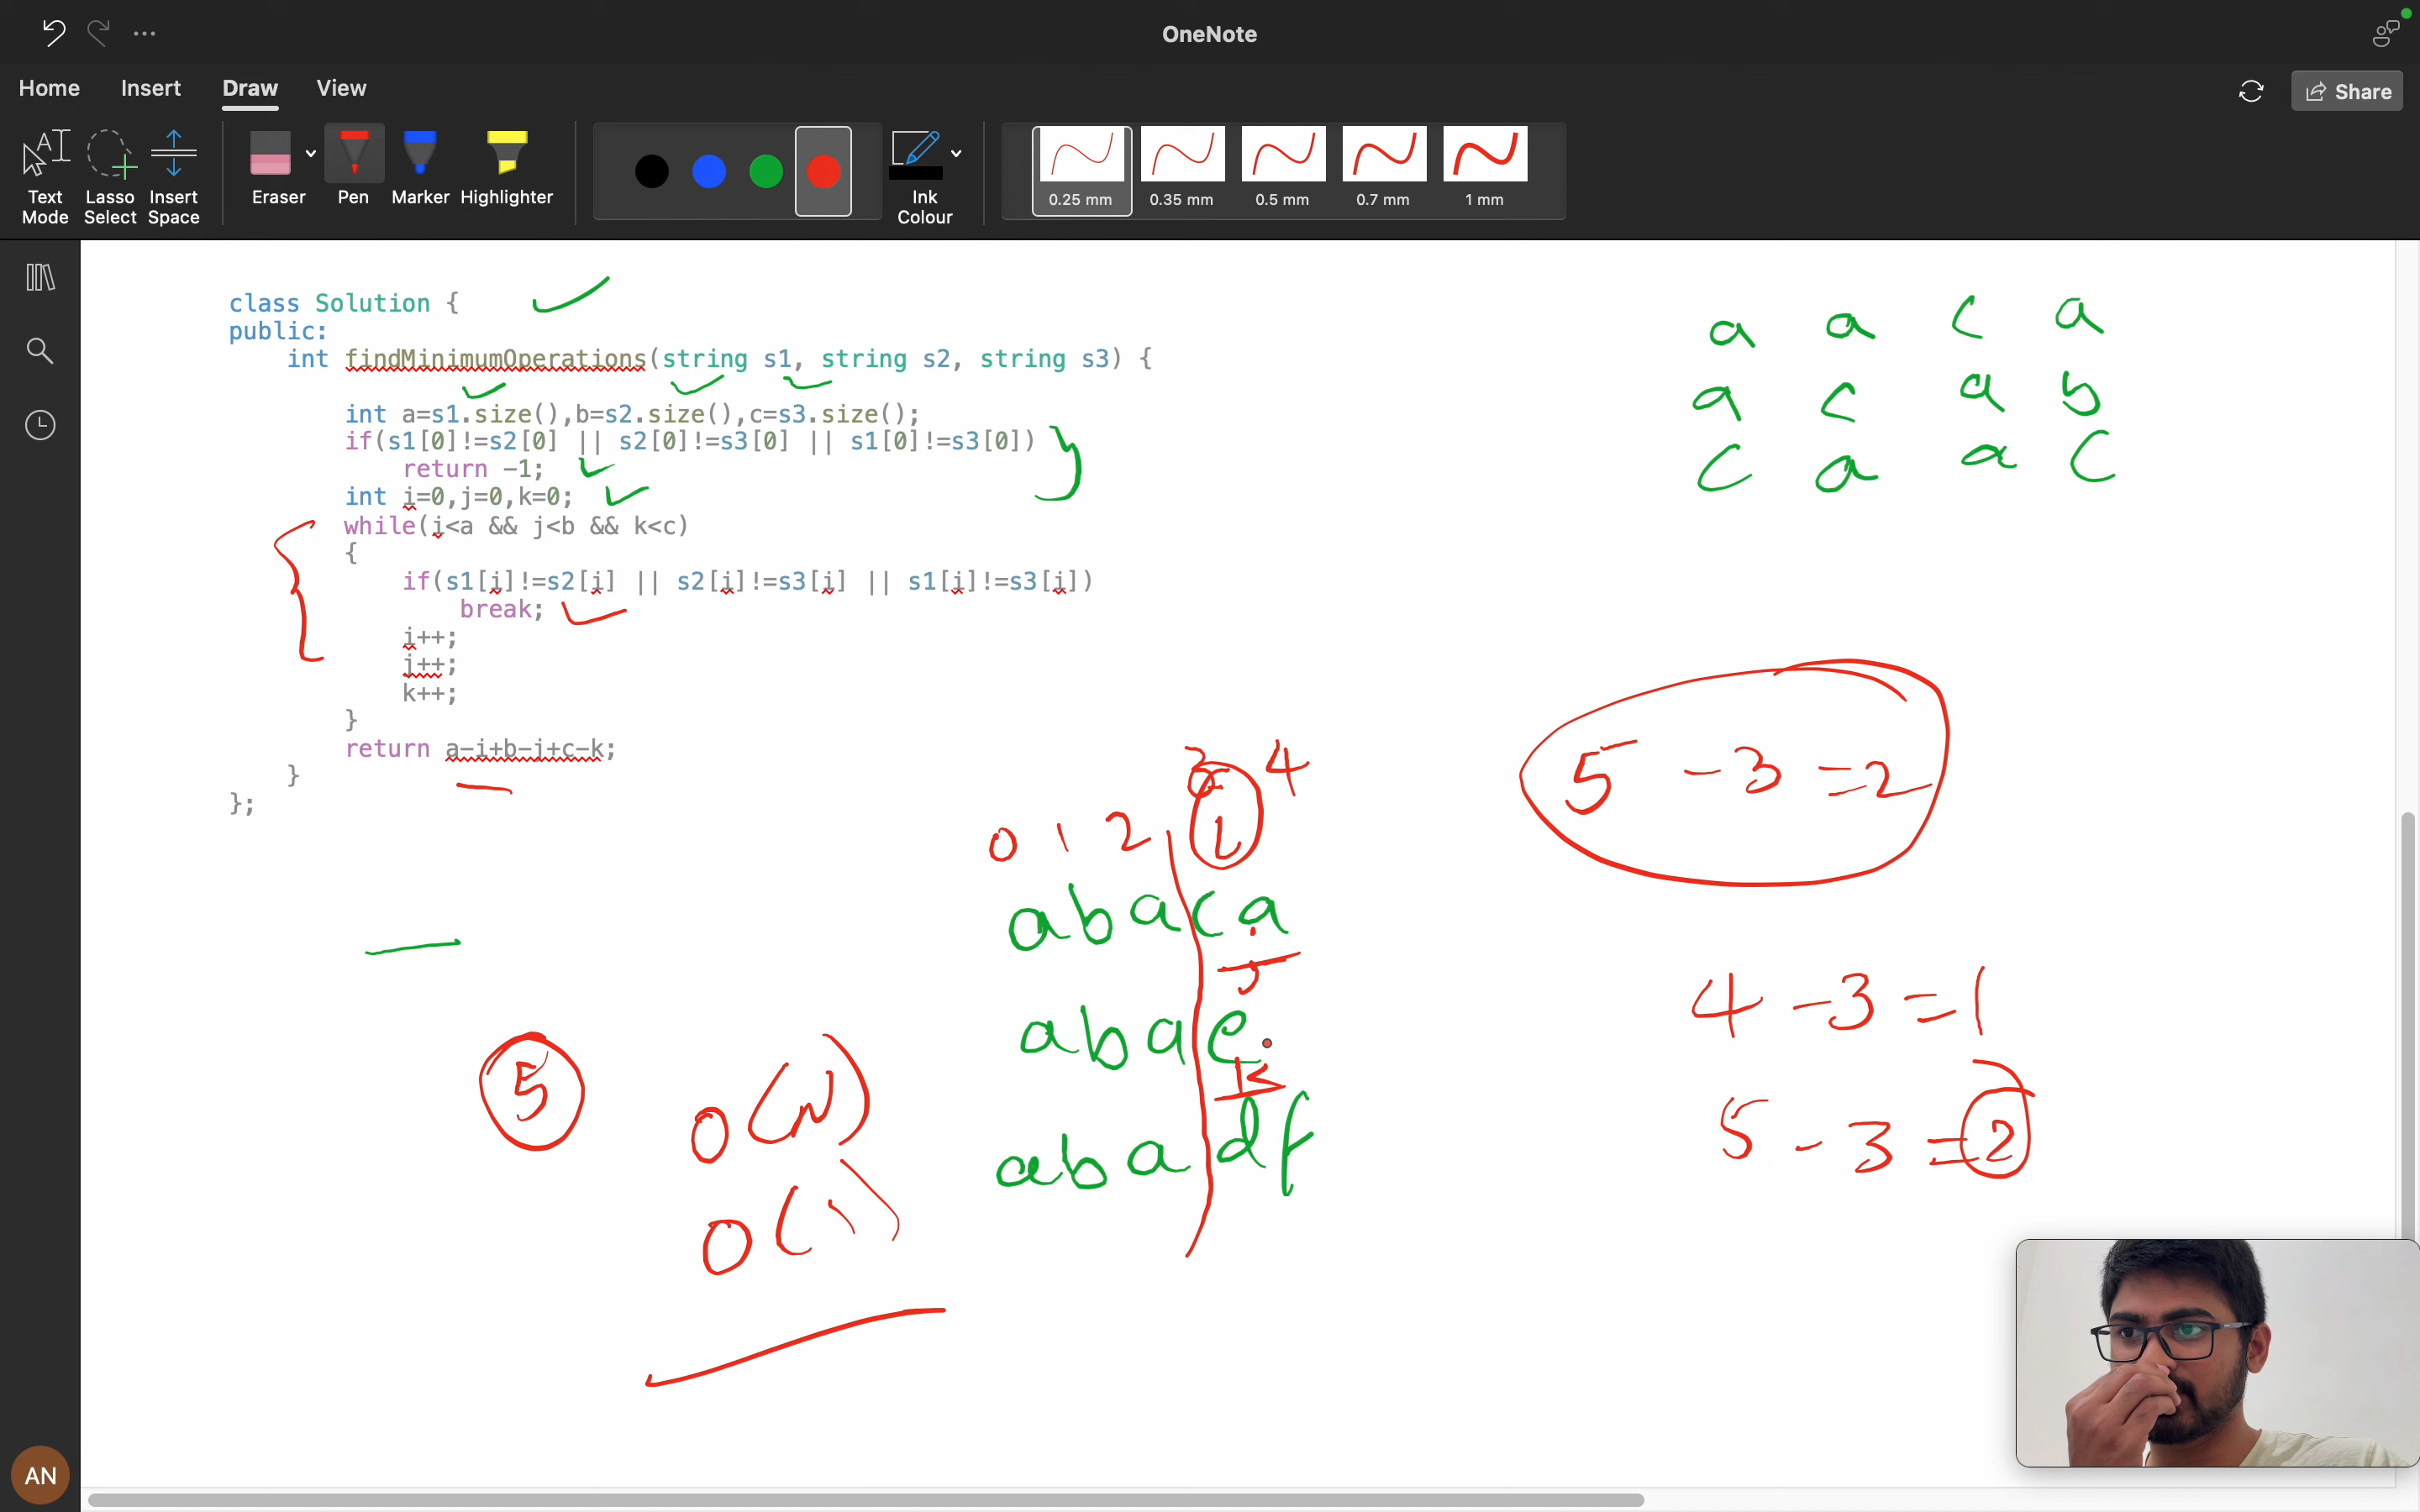 OneNote
Home Insert Draw View
Share
Text Mode
Lasso Select
Insert Space
Eraser
Pen
Marker
Highlighter
Ink Colour
0.25 mm
0.35 mm
0.5 mm
0.7 mm
1 mm
class Solution {
public:
int findMinimumOperations(string s1, string s2, string s3) {
int a=s1.size(),b=s2.size(),c=s3.size();
if(s1[0]!=s2[0] || s2[0]!=s3[0] || s1[0]!=s3[0])
return -1;
int i=0,j=0,k=0;
while(i<a && j<b && k<c)
{
if(s1[i]!=s2[i] || s2[i]!=s3[i] || s1[i]!=s3[i])
break;
i++;
j++;
k++;
}
return a-i+b-j+c-k;
}
};
a a c a
a c a b
c a a c
5 - 3 = 2
4
0 1 2
i
abaca
j
abac
k
abadf
4 - 3 = 1
5 - 3 = 2
5
O(N)
O(1)
AN